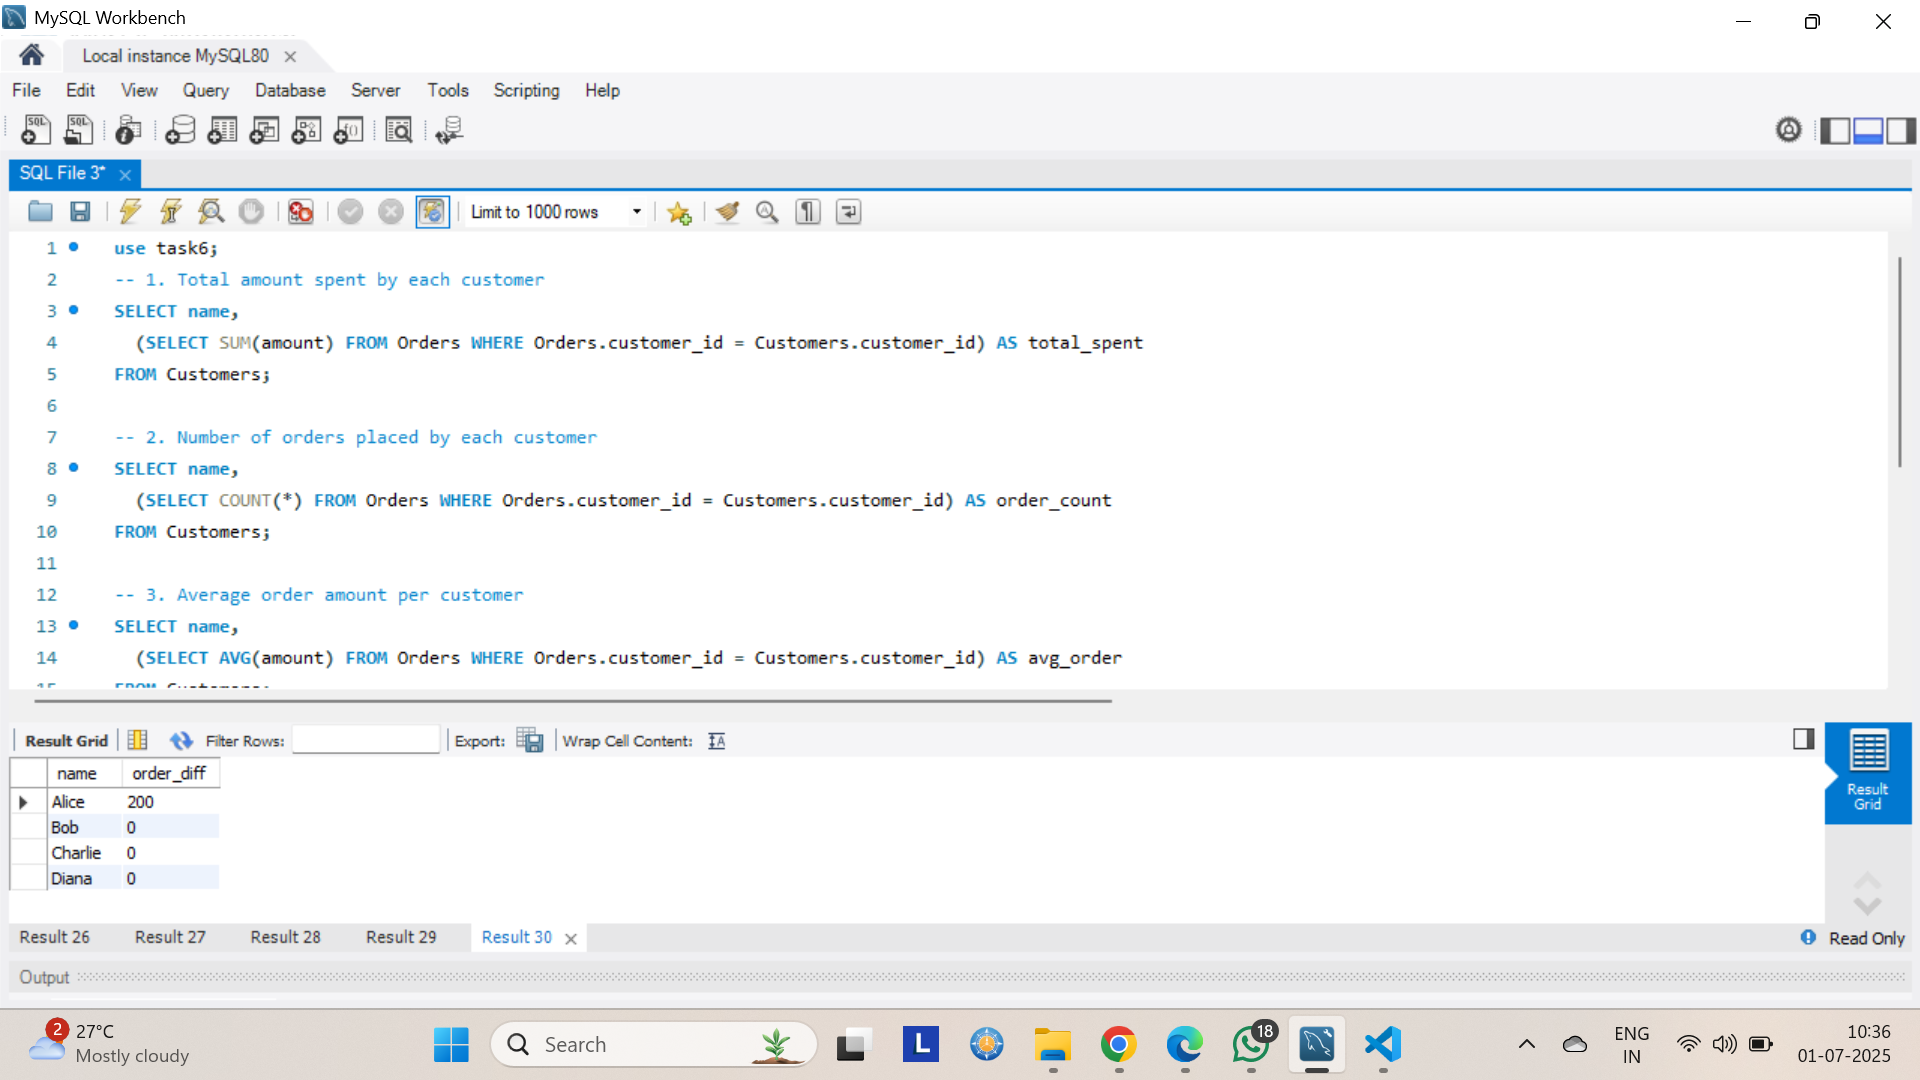 MySQL Workbench
Local instance MySQL80
File Edit View Query Database Server Tools Scripting Help
SQL File 3*
Limit to 1000 rows
1 use task6;
2 -- 1. Total amount spent by each customer
3 SELECT name,
4 (SELECT SUM(amount) FROM Orders WHERE Orders.customer_id = Customers.customer_id) AS total_spent
5 FROM Customers;
6
7 -- 2. Number of orders placed by each customer
8 SELECT name,
9 (SELECT COUNT(*) FROM Orders WHERE Orders.customer_id = Customers.customer_id) AS order_count
10 FROM Customers;
11
12 -- 3. Average order amount per customer
13 SELECT name,
14 (SELECT AVG(amount) FROM Orders WHERE Orders.customer_id = Customers.customer_id) AS avg_order
15 FROM Customers;
Result Grid Filter Rows: Export: Wrap Cell Content:
name order_diff
Alice 200
Bob 0
Charlie 0
Diana 0
Result Grid
Result 26 Result 27 Result 28 Result 29 Result 30
Read Only
Output
2
27°C
Mostly cloudy
Search
L
18
ENG
IN
10:36
01-07-2025